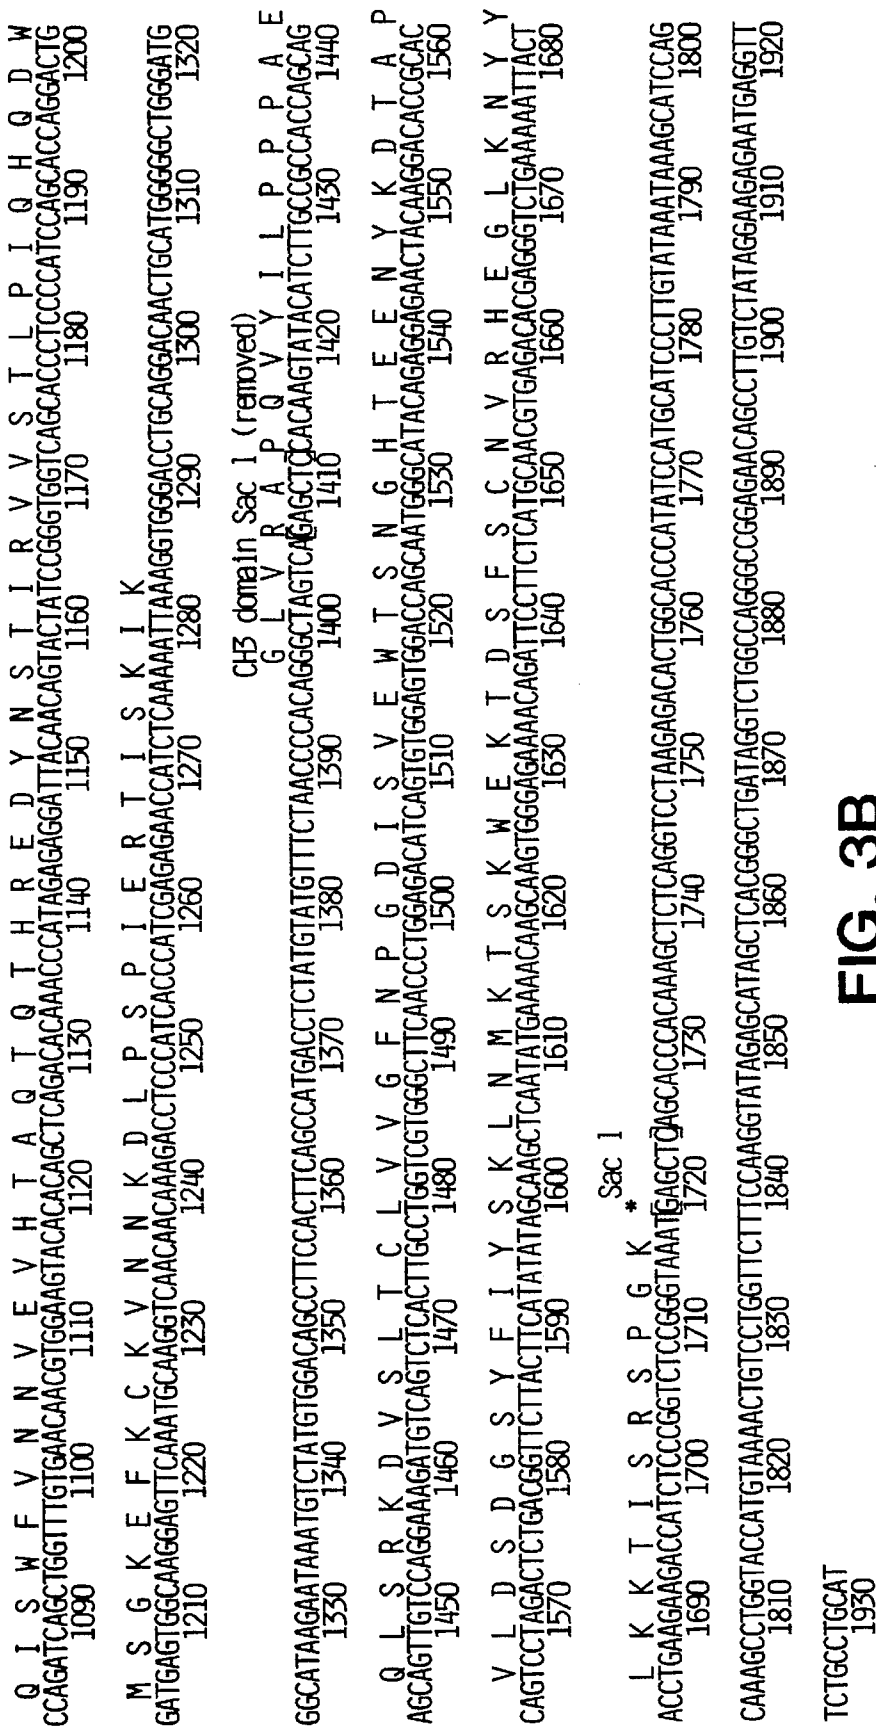 Q I S W F V N N V E V H T A Q T Q T H R E D Y N S T I R V V S T L P I Q H Q D W
CCAGATCAGCTGGTTTGTGAACAACGTGGAAGTACACACAGCTCAGACACAAACCCATAGAGAGGATTACAACAGTACTATCCGGGTGGTCAGCACCCTCCCCATCCAGCACCAGGACTG
1090 1100 1110 1120 1130 1140 1150 1160 1170 1180 1190 1200
M S G K E F K C K V N N K D L P S P I E R T I S K I K
GATGAGTGGCAAGGAGTTCAAATGCAAGGTCAACAACAAAGACCTCCCATCACCCATCGAGAGAACCATCTCAAAAATTAAAGGTGGGACCTGCAGGACAACTGCATGGGGGCTGGGATG
1210 1220 1230 1240 1250 1260 1270 1280 1290 1300 1310 1320
CH3 domain Sac 1 (removed)
G L V R A P Q V Y I L P P P A E
GGCATAAGAATAAATGTCTATGTGGACAGCCTTCCACTTCAGCCATGACCTCTATGTATGTTTCTAACCCCACAGGGCTAGTCAGAGCTCCACAAGTATACATCTTGCCGCCACCAGCAG
1330 1340 1350 1360 1370 1380 1390 1400 1410 1420 1430 1440
Q L S R K D V S L T C L V V G F N P G D I S V E W T S N G H T E E N Y K D T A P
AGCAGTTGTCCAGGAAAGATGTCAGTCTCACTTGCCTGGTCGTGGGCTTCAACCCTGGAGACATCAGTGTGGAGTGGACCAGCAATGGGCATACAGAGGAGAACTACAAGGACACCGCAC
1450 1460 1470 1480 1490 1500 1510 1520 1530 1540 1550 1560
V L D S D G S Y F I Y S K L N M K T S K W E K T D S F S C N V R H E G L K N Y Y
CAGTCCTAGACTCTGACGGTTCTTACTTCATATATAGCAAGCTCAATATGAAAACAAGCAAGTGGGAGAAAACAGATTCCTTCTCATGCAACGTGAGACACGAGGGTCTGAAAAATTACT
1570 1580 1590 1600 1610 1620 1630 1640 1650 1660 1670 1680
Sac 1
L K K T I S R S P G K *
ACCTGAAGAAGACCATCTCCCGGTCTCCGGGTAAATGAGCTCAGCACCCACAAAGCTCTCAGGTCCTAAGAGACACTGGCACCCATATCCATGCATCCCTTGTATAAATAAAGCATCCAG
1690 1700 1710 1720 1730 1740 1750 1760 1770 1780 1790 1800
CAAAGCCTGGTACCATGTAAAACTGTCCTGGTTCTTTCCAAGGTATAGAGCATAGCTCACGGGCTGATAGGTCTGGCCAGGGCCGGAGAACAGCCTTGTCTATAGGAAGAGAATGAGGTT
1810 1820 1830 1840 1850 1860 1870 1880 1890 1900 1910 1920
TCTGCCTGCAT
1930
FIG. 3B